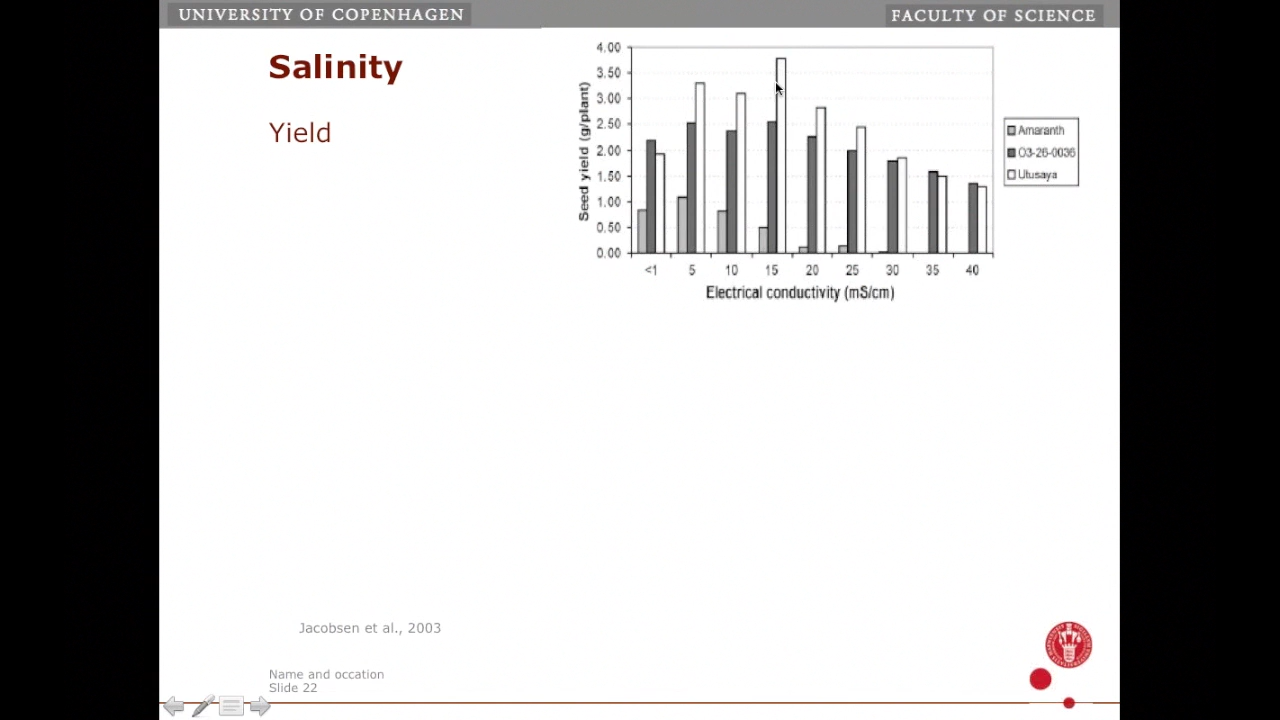 UNIVERSITY OF COPENHAGEN
FACULTY OF SCIENCE
Salinity
Yield
4.00
3.50
3.00
2.50
2.00
1.50
1.00
0.50
0.00
Seed yield (g/plant)
<1 5 10 15 20 25 30 35 40
Electrical conductivity (mS/cm)
Amaranth
03-26-0036
Utusaya
Jacobsen et al., 2003
Name and occation
Slide 22